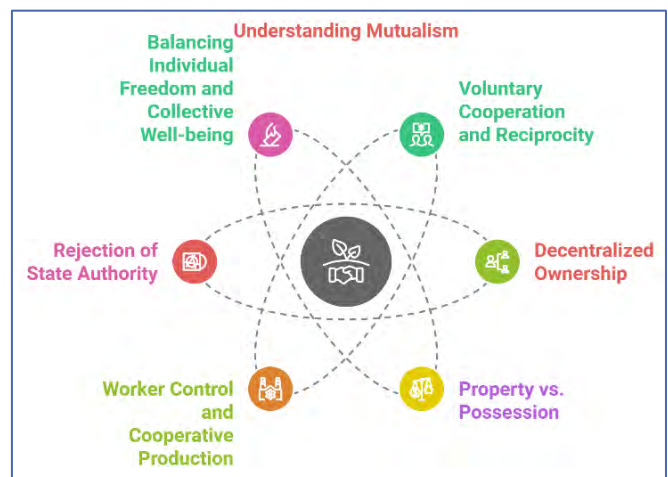 Understanding Mutualism
Balancing
Individual
Freedom and
Collective
Well-being
Voluntary
Cooperation
and Reciprocity
Rejection of
State Authority
Decentralized
Ownership
Worker Control
and
Cooperative
Production
Property vs.
Possession